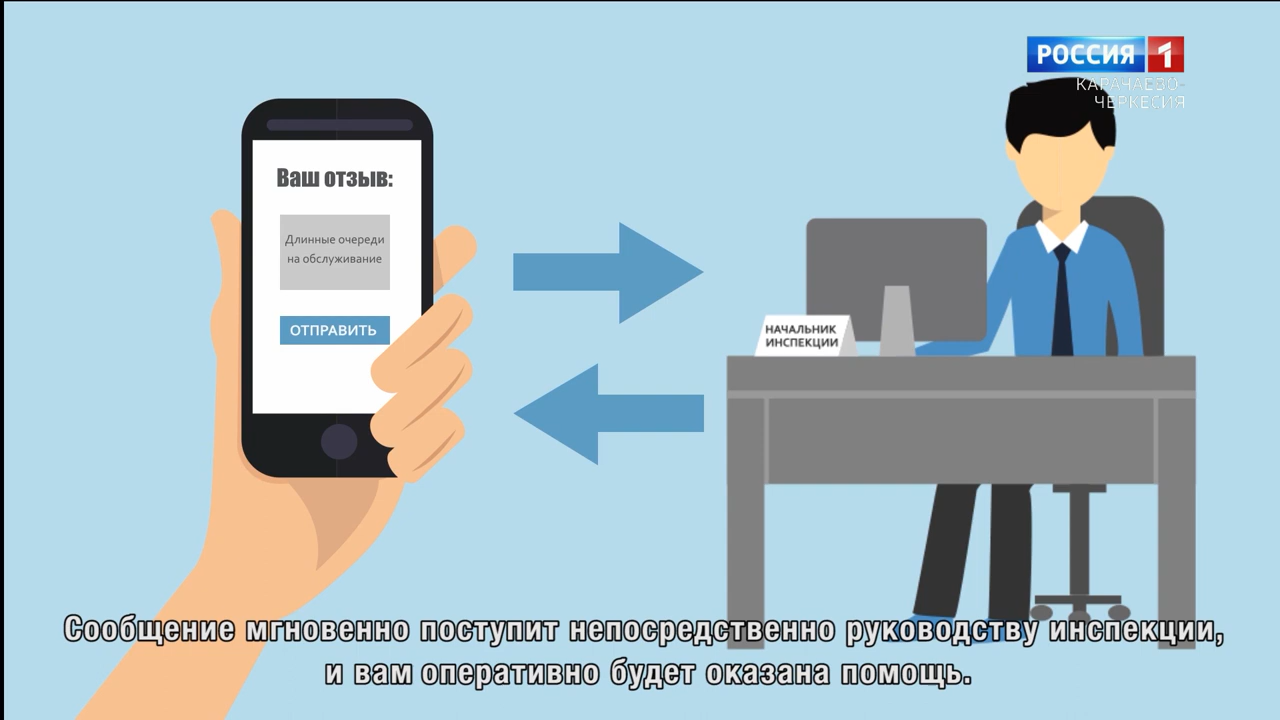 РОССИЯ 1
КАРАЧАЕВО-
ЧЕРКЕСИЯ
Ваш отзыв:
Длинные очереди
на обслуживание
ОТПРАВИТЬ
НАЧАЛЬНИК
ИНСПЕКЦИИ
Сообщение мгновенно поступит непосредственно руководству инспекции,
и вам оперативно будет оказана помощь.